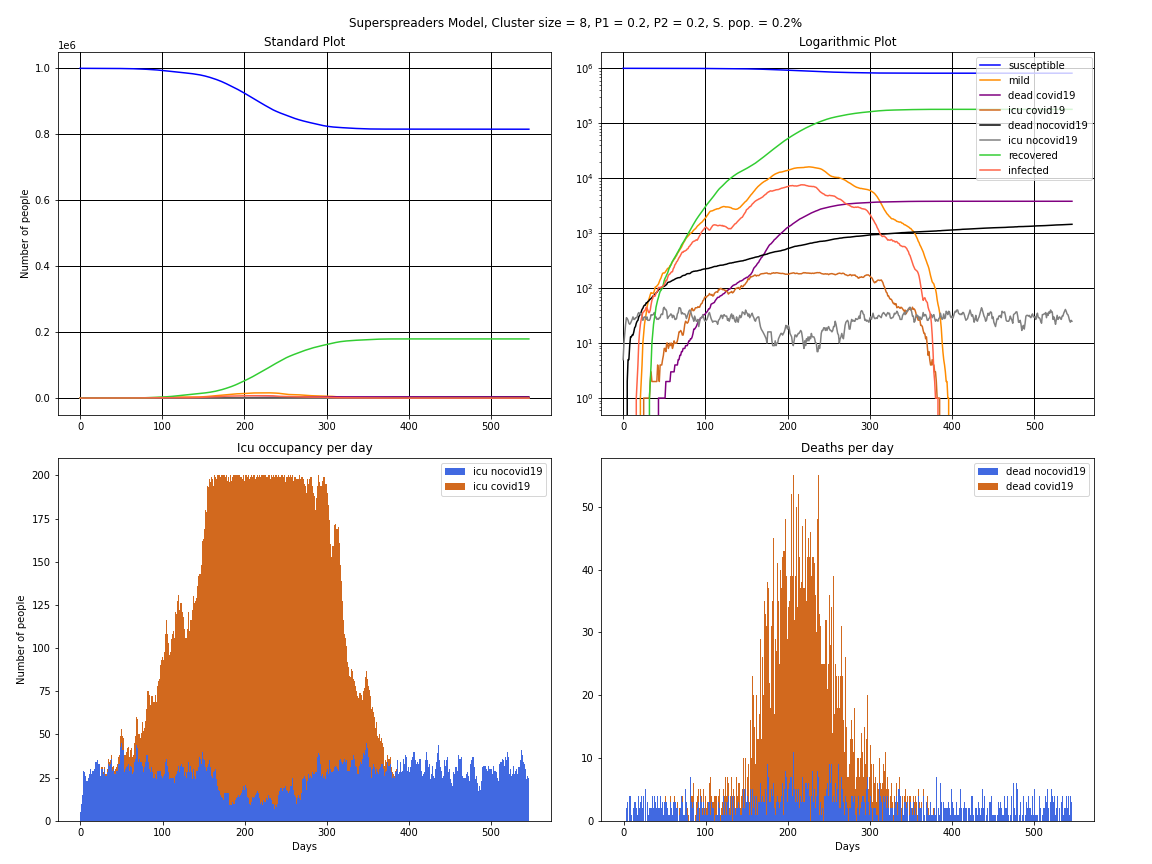 Superspreaders Model, Cluster size = 8, P1 = 0.2, P2 = 0.2, S. pop. = 0.2%
Standard Plot
1e6
1.0
0.8
0.6
0.4
0.2
0.0
Number of people
0 100 200 300 400 500
Logarithmic Plot
10^6
10^5
10^4
10^3
10^2
10^1
10^0
susceptible
mild
dead covid19
icu covid19
dead nocovid19
icu nocovid19
recovered
infected
0 100 200 300 400 500
Icu occupancy per day
200
175
150
125
100
75
50
25
0
Number of people
icu nocovid19
icu covid19
0 100 200 300 400 500
Days
Deaths per day
50
40
30
20
10
0
dead nocovid19
dead covid19
0 100 200 300 400 500
Days